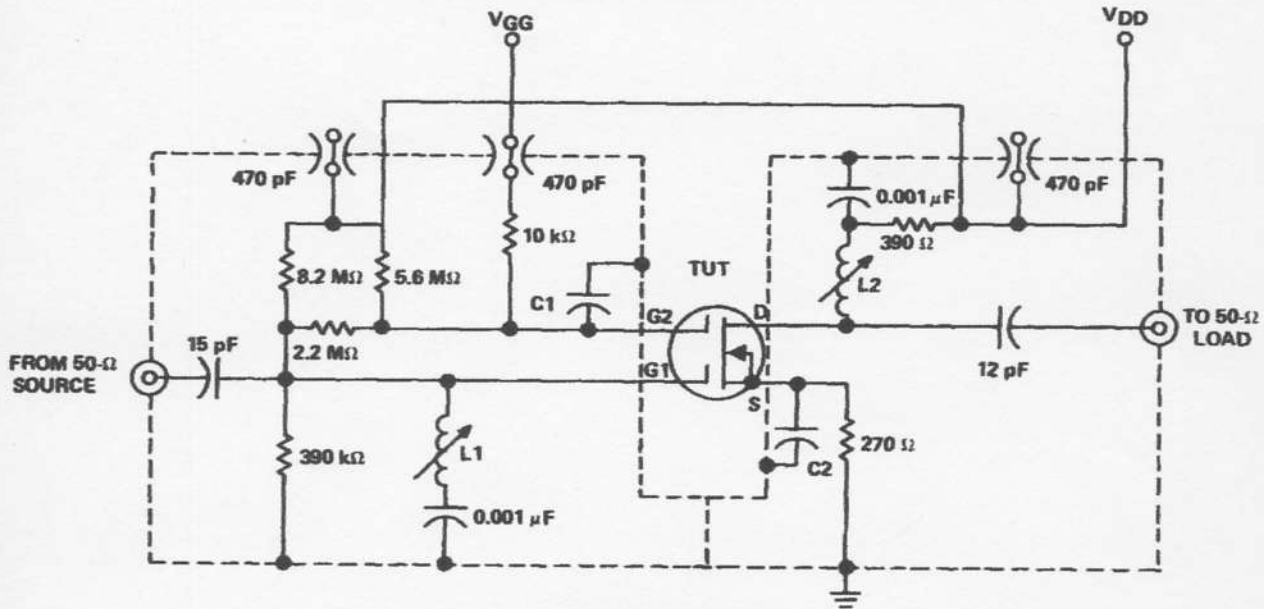 VGG
VDD
470 pF
470 pF
0.001 μF
470 pF
10 kΩ
390 Ω
8.2 MΩ
5.6 MΩ
C1
TUT
L2
G2
D
15 pF
2.2 MΩ
FROM 50-Ω
SOURCE
TO 50-Ω
LOAD
G1
12 pF
S
390 kΩ
L1
C2
270 Ω
0.001 μF